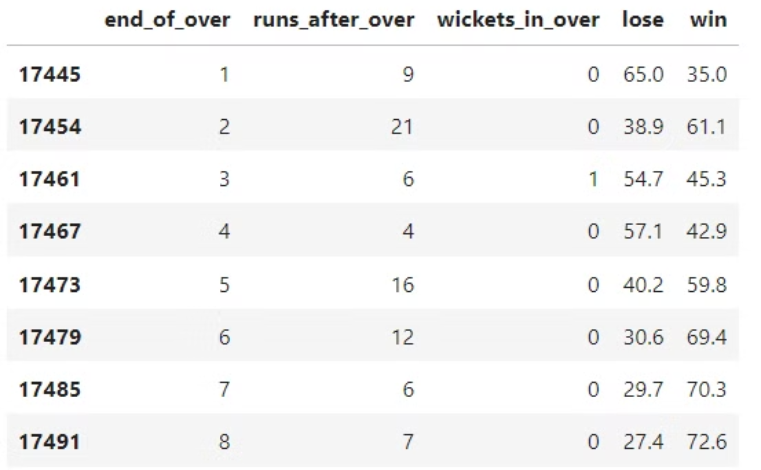 end_of_over runs_after_over wickets_in_over lose win
17445 1 9 0 65.0 35.0
17454 2 21 0 38.9 61.1
17461 3 6 1 54.7 45.3
17467 4 4 0 57.1 42.9
17473 5 16 0 40.2 59.8
17479 6 12 0 30.6 69.4
17485 7 6 0 29.7 70.3
17491 8 7 0 27.4 72.6